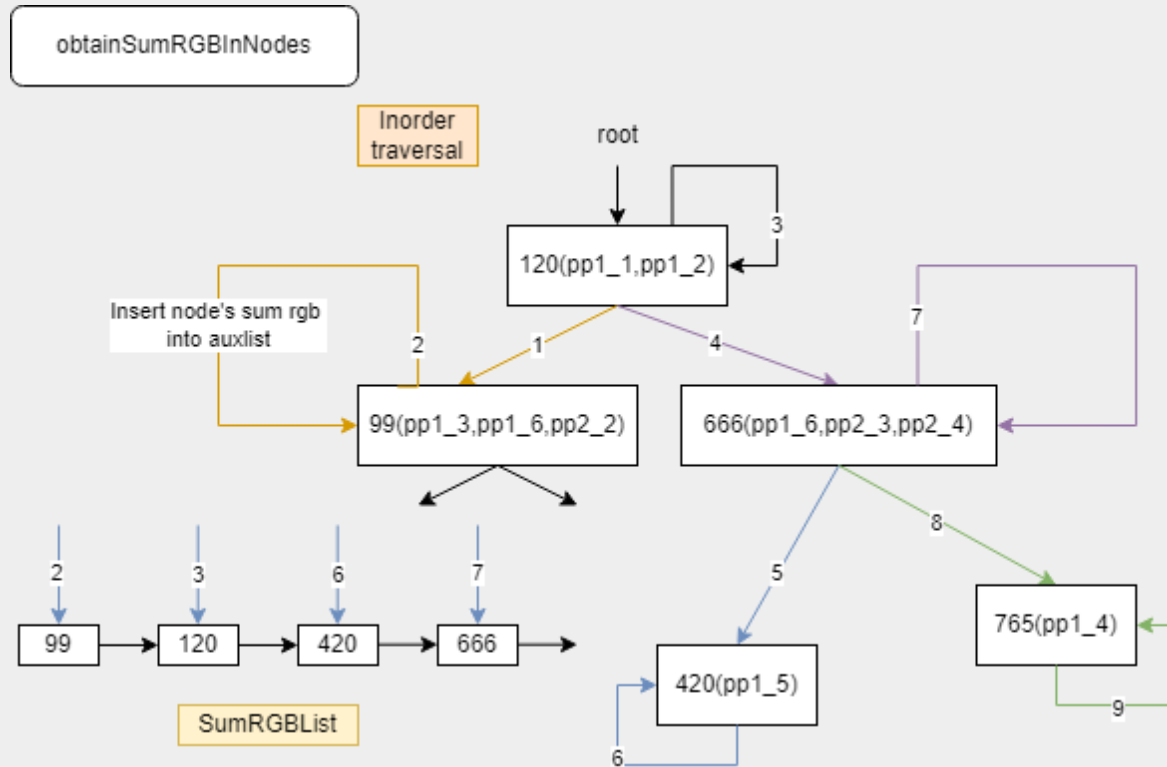 obtainSumRGBInNodes
Inorder
traversal
root
3
120(pp1_1,pp1_2)
Insert node's sum rgb
into auxlist
2
1
4
7
99(pp1_3,pp1_6,pp2_2)
666(pp1_6,pp2_3,pp2_4)
8
2
3
6
7
5
99
120
420
666
765(pp1_4)
420(pp1_5)
SumRGBList
9
6